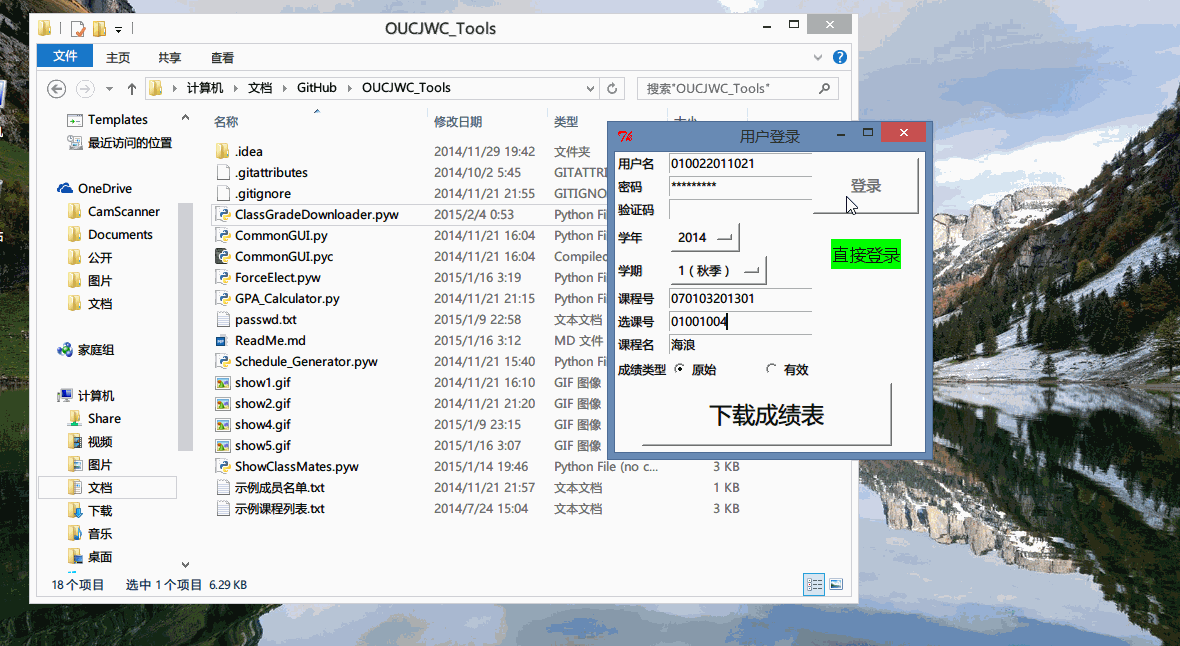 OUCJWC_Tools
文件 主页 共享 查看
计算机 文档 GitHub OUCJWC_Tools
搜索"OUCJWC_Tools"
Templates
最近访问的位置
OneDrive
CamScanner
Documents
公开
图片
文档
家庭组
计算机
Share
视频
图片
文档
下载
音乐
桌面
名称 修改日期 类型 大小
.idea 2014/11/29 19:42 文件夹
.gitattributes 2014/10/2 5:45 GITATTRI
.gitignore 2014/11/21 21:55 GITIGNO
ClassGradeDownloader.pyw 2015/2/4 0:53 Python Fi
CommonGUI.py 2014/11/21 16:04 Python Fi
CommonGUI.pyc 2014/11/21 16:04 Compiled
ForceElect.pyw 2015/1/16 3:19 Python Fi
GPA_Calculator.py 2014/11/21 21:15 Python Fi
passwd.txt 2015/1/9 22:58 文本文档
ReadMe.md 2015/1/16 3:12 MD 文件
Schedule_Generator.pyw 2014/11/21 15:40 Python Fi
show1.gif 2014/11/21 16:10 GIF 图像
show2.gif 2014/11/21 21:20 GIF 图像
show4.gif 2015/1/9 23:15 GIF 图像
show5.gif 2015/1/16 3:07 GIF 图像
ShowClassMates.pyw 2015/1/14 19:46 Python File (no c... 3 KB
示例成员名单.txt 2014/11/21 21:57 文本文档 1 KB
示例课程列表.txt 2014/7/24 15:04 文本文档 3 KB
18 个项目 选中 1 个项目 6.29 KB
用户登录
用户名 010022011021
密码 *********
验证码
登录
学年 2014
直接登录
学期 1 ( 秋季 )
课程号 070103201301
选课号 01001004
课程名 海浪
成绩类型 原始 有效
下载成绩表